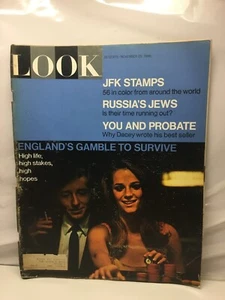 LOOK
JFK STAMPS
56 in color from around the world
RUSSIA'S JEWS
Is their time running out?
YOU AND PROBATE
Why Dacey wrote his best seller
ENGLAND'S GAMBLE TO SURVIVE
High life,
high stakes,
high
hopes